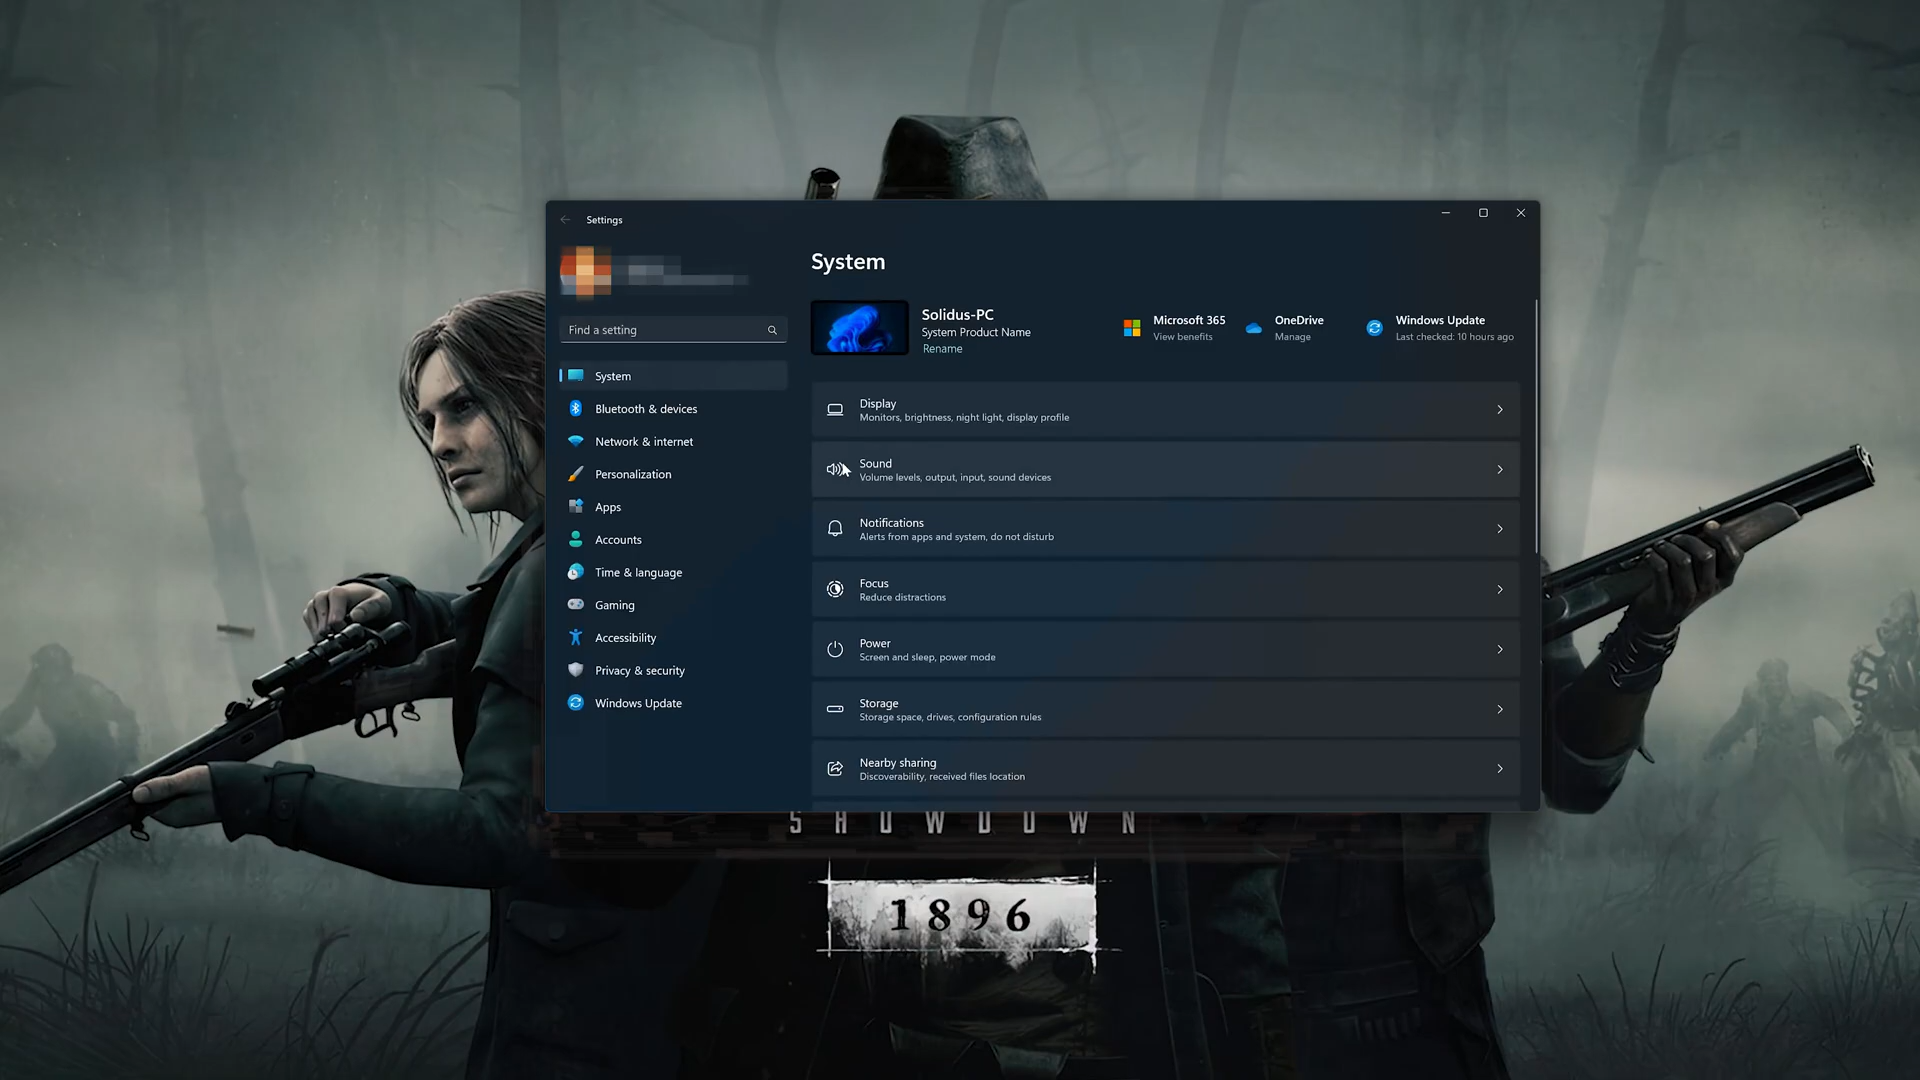 Settings
Find a setting
System
Bluetooth & devices
Network & internet
Personalization
Apps
Accounts
Time & language
Gaming
Accessibility
Privacy & security
Windows Update
System
Solidus-PC
System Product Name
Rename
Microsoft 365
View benefits
OneDrive
Manage
Windows Update
Last checked: 10 hours ago
Display
Monitors, brightness, night light, display profile
Sound
Volume levels, output, input, sound devices
Notifications
Alerts from apps and system, do not disturb
Focus
Reduce distractions
Power
Screen and sleep, power mode
Storage
Storage space, drives, configuration rules
Nearby sharing
Discoverability, received files location
SHOWDOWN
1896